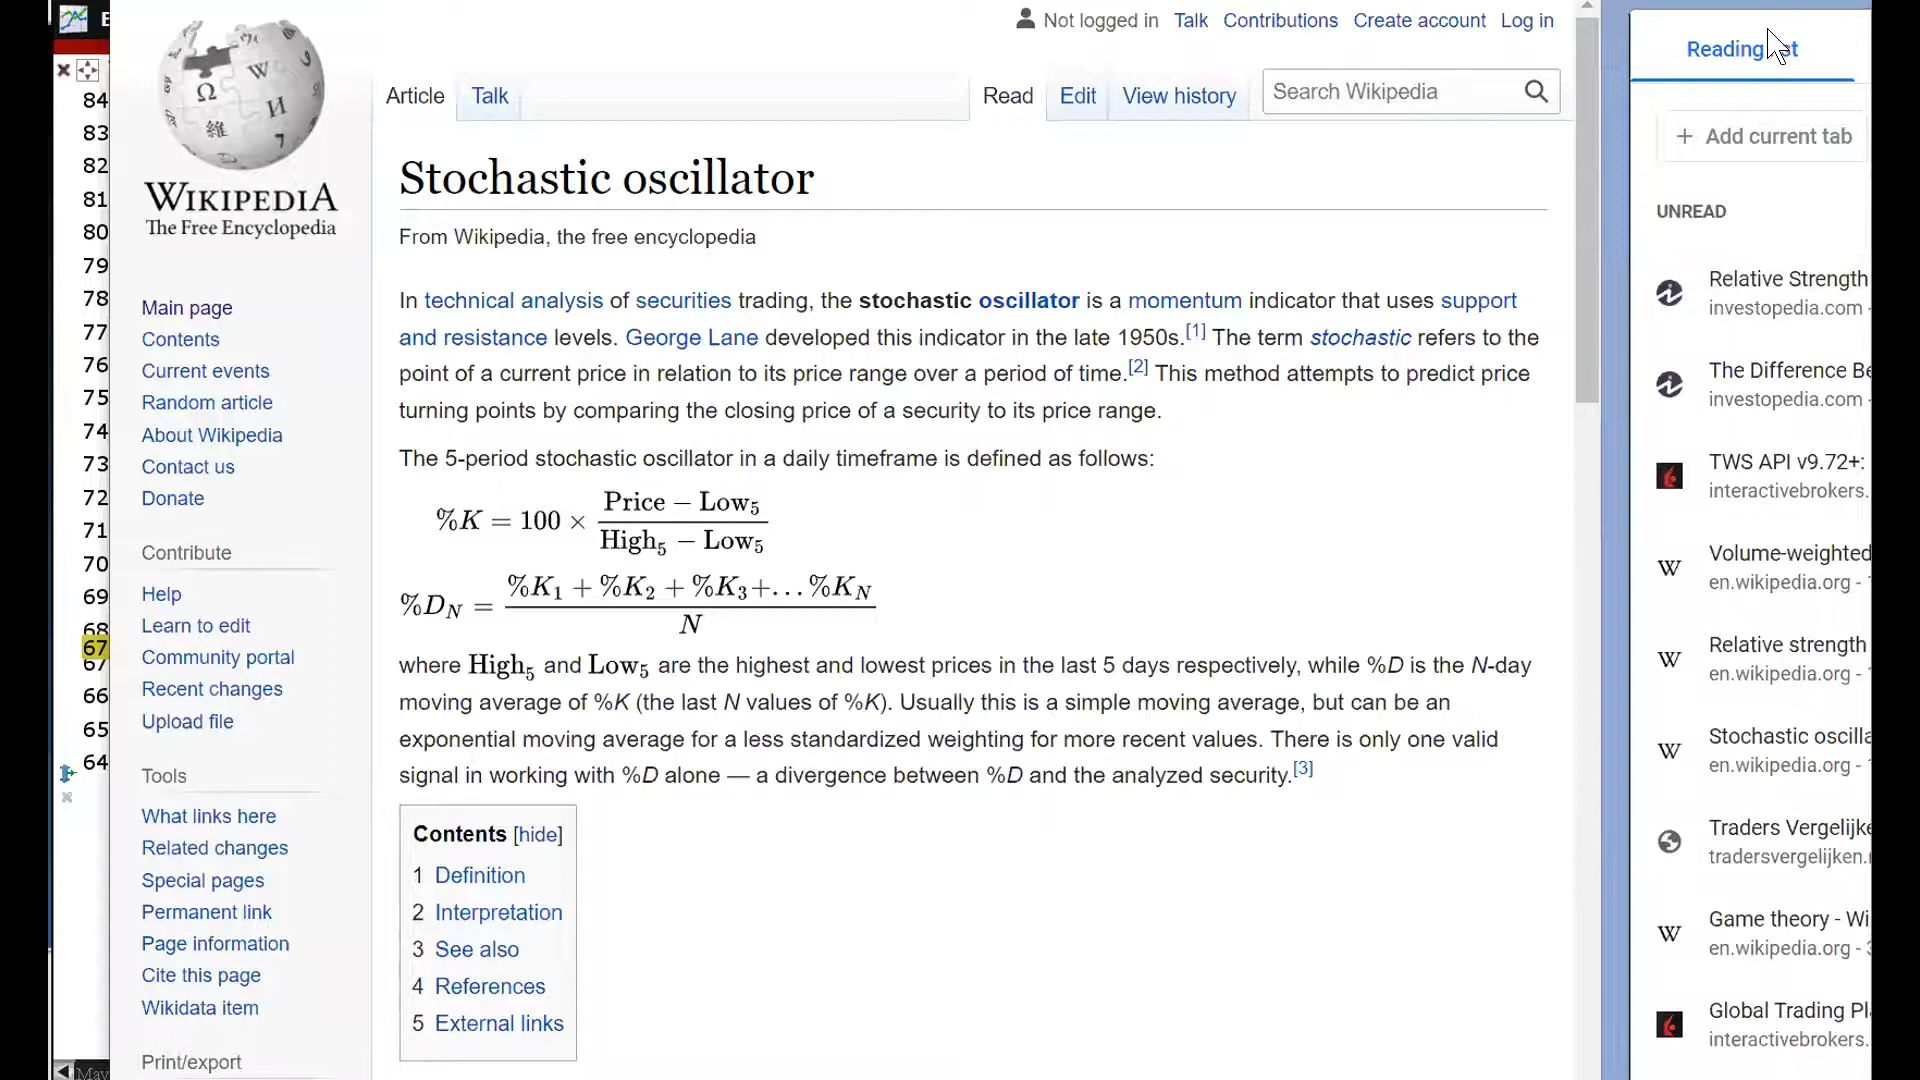 84
83
82
81
80
79
78
77
76
75
74
73
72
71
70
69
68
67
67
66
65
64
May
WIKIPEDIA
The Free Encyclopedia
Main page
Contents
Current events
Random article
About Wikipedia
Contact us
Donate
Contribute
Help
Learn to edit
Community portal
Recent changes
Upload file
Tools
What links here
Related changes
Special pages
Permanent link
Page information
Cite this page
Wikidata item
Print/export
Not logged in Talk Contributions Create account Log in
Article Talk Read Edit View history Search Wikipedia
Stochastic oscillator
From Wikipedia, the free encyclopedia
In technical analysis of securities trading, the stochastic oscillator is a momentum indicator that uses support
and resistance levels. George Lane developed this indicator in the late 1950s.[1] The term stochastic refers to the
point of a current price in relation to its price range over a period of time.[2] This method attempts to predict price
turning points by comparing the closing price of a security to its price range.
The 5-period stochastic oscillator in a daily timeframe is defined as follows:
%K = 100 × (Price − Low₅) / (High₅ − Low₅)
%D_N = (%K₁ + %K₂ + %K₃+... %K_N) / N
where High₅ and Low₅ are the highest and lowest prices in the last 5 days respectively, while %D is the N-day
moving average of %K (the last N values of %K). Usually this is a simple moving average, but can be an
exponential moving average for a less standardized weighting for more recent values. There is only one valid
signal in working with %D alone — a divergence between %D and the analyzed security.[3]
Contents [hide]
1 Definition
2 Interpretation
3 See also
4 References
5 External links
Reading
+ Add current tab
UNREAD
Relative Strength
investopedia.com -
The Difference Be
investopedia.com -
TWS API v9.72+:
interactivebrokers.
Volume-weighted
en.wikipedia.org -
Relative strength
en.wikipedia.org -
Stochastic oscilla
en.wikipedia.org -
Traders Vergelijke
tradersvergelijken.
Game theory - Wi
en.wikipedia.org - 3
Global Trading Pl
interactivebrokers.